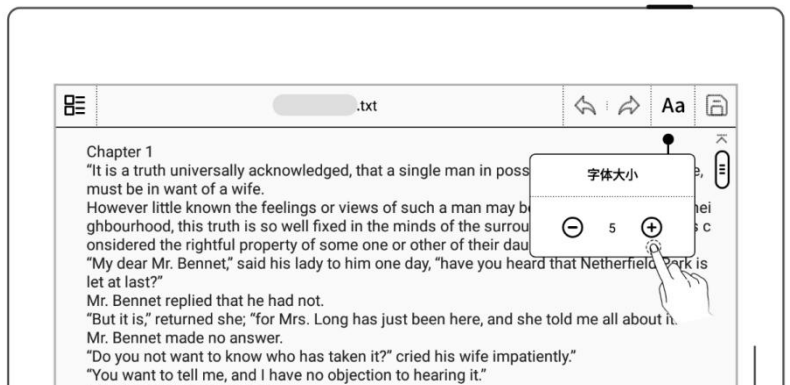 .txt
Aa
Chapter 1
“It is a truth universally acknowledged, that a single man in poss e,
must be in want of a wife.
However little known the feelings or views of such a man may b nei
ghbourhood, this truth is so well fixed in the minds of the surrou s c
onsidered the rightful property of some one or other of their dau
“My dear Mr. Bennet,” said his lady to him one day, “have you heard that Netherfield Park is
let at last?”
Mr. Bennet replied that he had not.
“But it is,” returned she; “for Mrs. Long has just been here, and she told me all about it.”
Mr. Bennet made no answer.
“Do you not want to know who has taken it?” cried his wife impatiently.”
“You want to tell me, and I have no objection to hearing it.”
字体大小
5